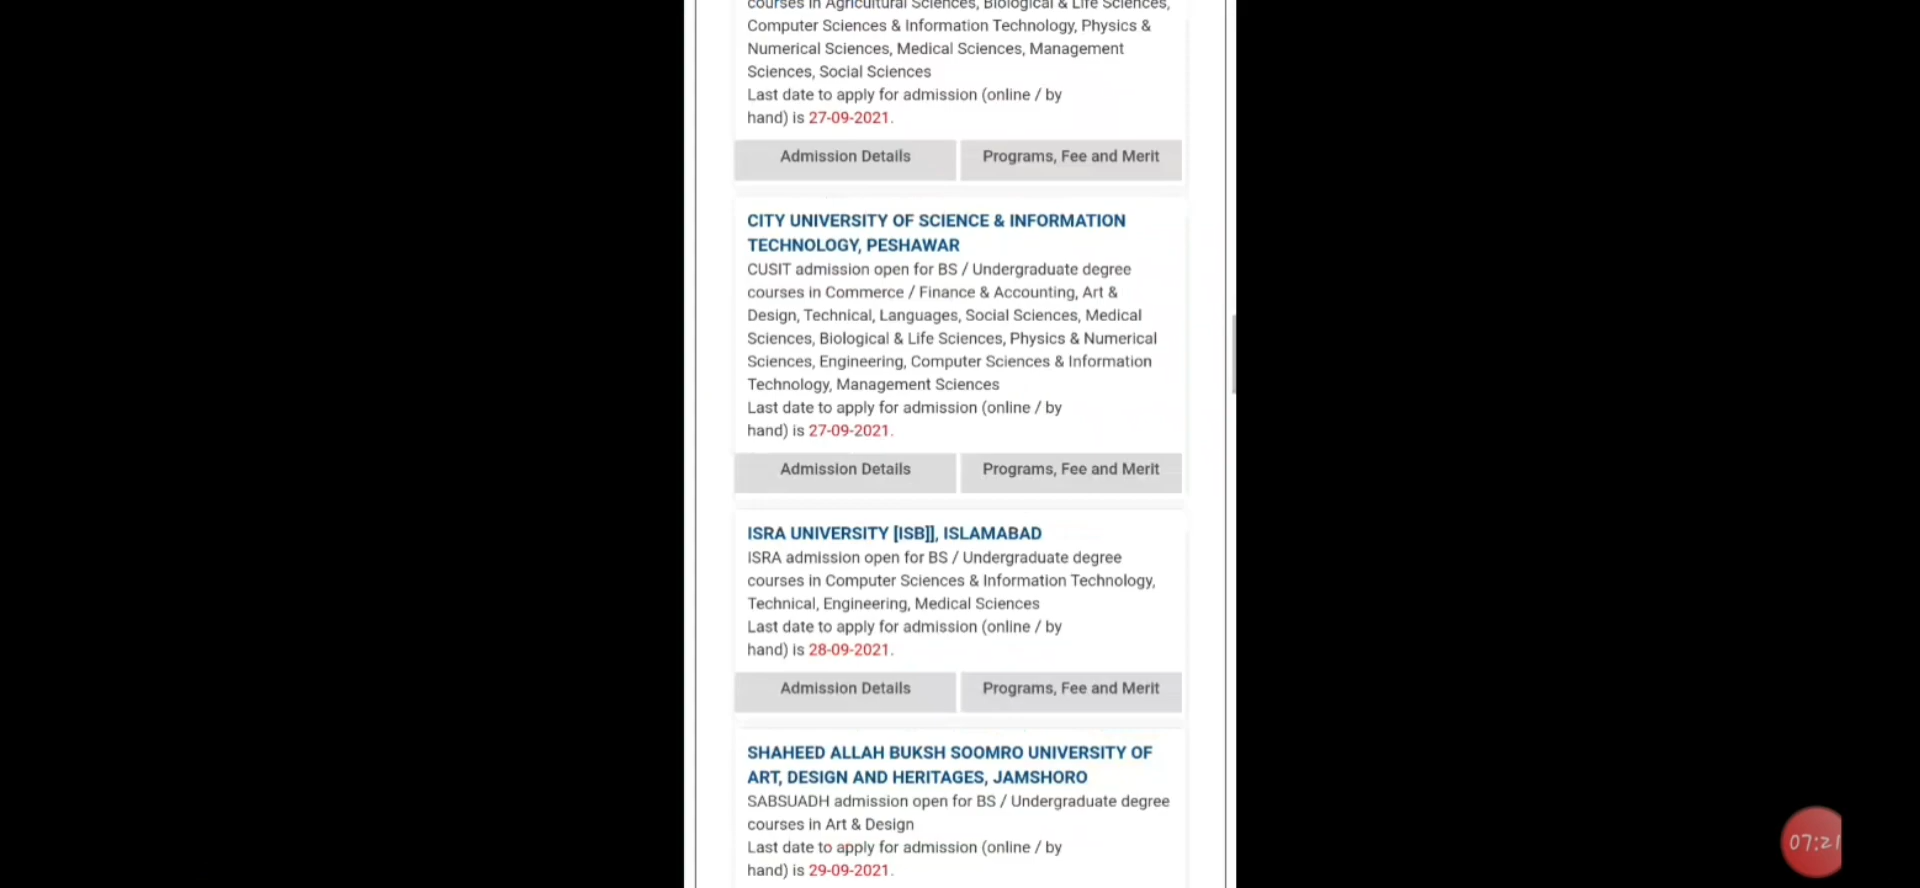 courses in Agricultural Sciences, Biological & Life Sciences,
Computer Sciences & Information Technology, Physics &
Numerical Sciences, Medical Sciences, Management
Sciences, Social Sciences
Last date to apply for admission (online / by
hand) is 27-09-2021.
Admission Details
Programs, Fee and Merit
CITY UNIVERSITY OF SCIENCE & INFORMATION
TECHNOLOGY, PESHAWAR
CUSIT admission open for BS / Undergraduate degree
courses in Commerce / Finance & Accounting, Art &
Design, Technical, Languages, Social Sciences, Medical
Sciences, Biological & Life Sciences, Physics & Numerical
Sciences, Engineering, Computer Sciences & Information
Technology, Management Sciences
Last date to apply for admission (online / by
hand) is 27-09-2021.
Admission Details
Programs, Fee and Merit
ISRA UNIVERSITY [ISB]], ISLAMABAD
ISRA admission open for BS / Undergraduate degree
courses in Computer Sciences & Information Technology,
Technical, Engineering, Medical Sciences
Last date to apply for admission (online / by
hand) is 28-09-2021.
Admission Details
Programs, Fee and Merit
SHAHEED ALLAH BUKSH SOOMRO UNIVERSITY OF
ART, DESIGN AND HERITAGES, JAMSHORO
SABSUADH admission open for BS / Undergraduate degree
courses in Art & Design
Last date to apply for admission (online / by
hand) is 29-09-2021.
07:21